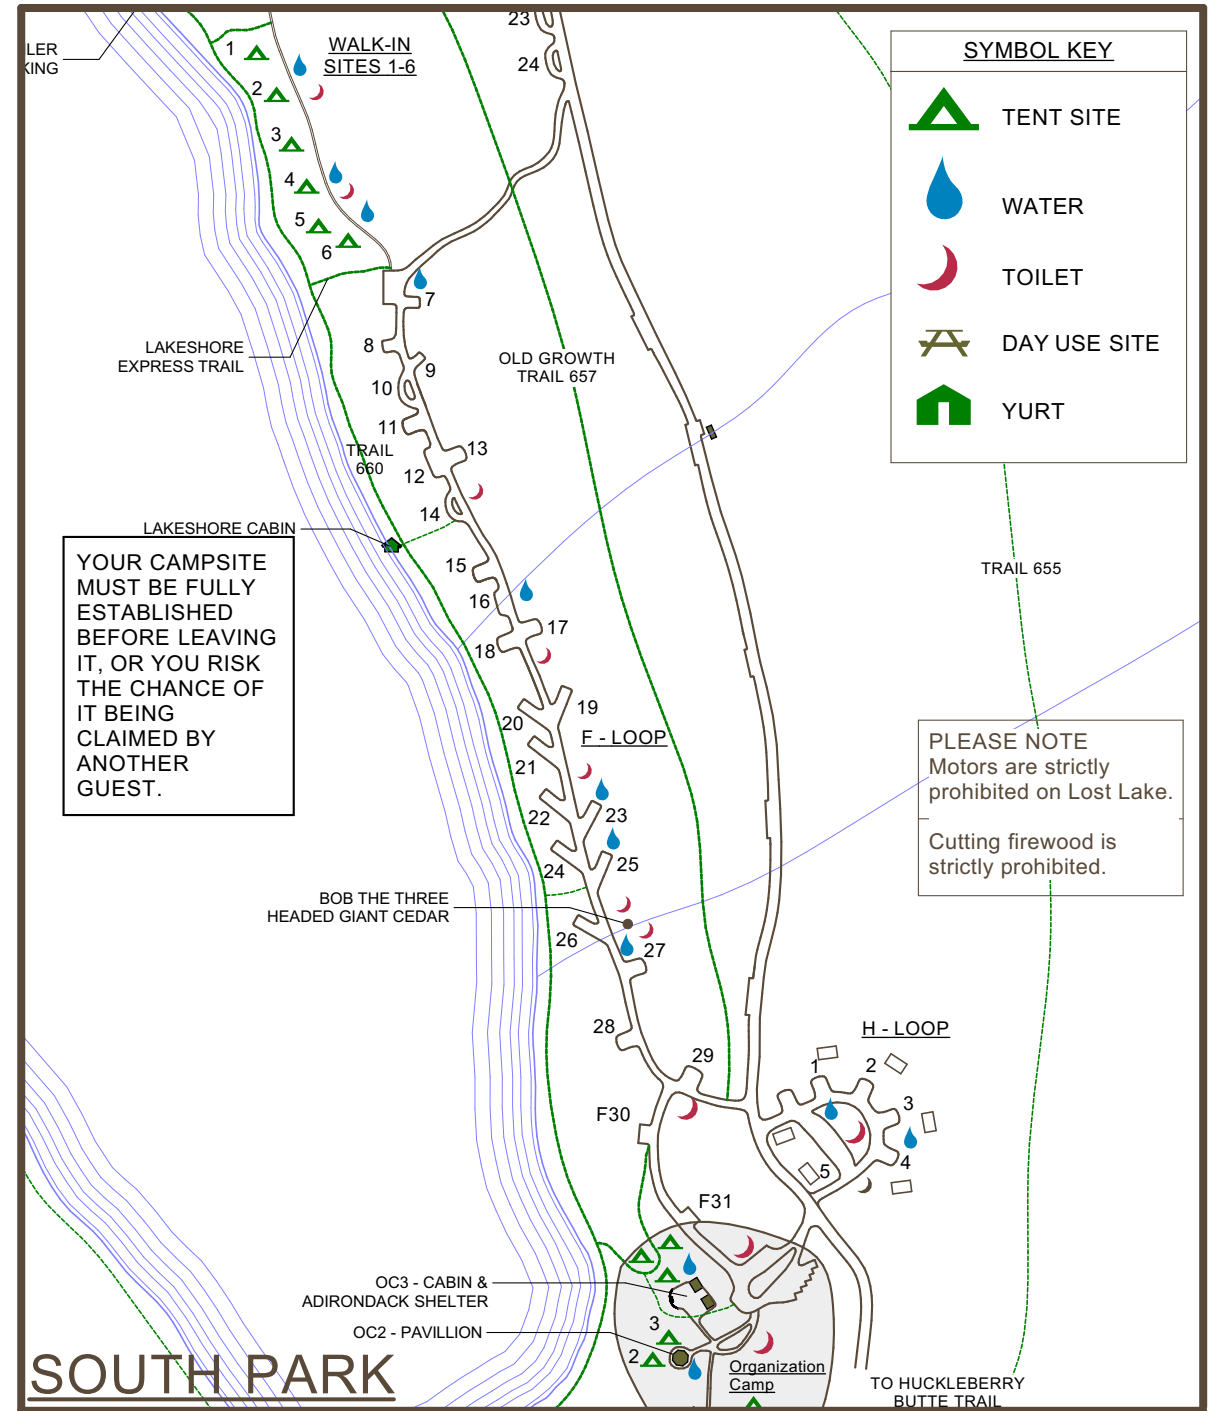 23
24
LER
KING
WALK-IN
SITES 1-6
1
2
3
4
5
6
SYMBOL KEY
TENT SITE
WATER
TOILET
DAY USE SITE
YURT
7
8
9
10
11
12
13
14
LAKESHORE
EXPRESS TRAIL
OLD GROWTH
TRAIL 657
TRAIL
660
LAKESHORE CABIN
YOUR CAMPSITE
MUST BE FULLY
ESTABLISHED
BEFORE LEAVING
IT, OR YOU RISK
THE CHANCE OF
IT BEING
CLAIMED BY
ANOTHER
GUEST.
15
16
17
18
TRAIL 655
19
20
F - LOOP
21
22
23
24
25
PLEASE NOTE
Motors are strictly
prohibited on Lost Lake.
Cutting firewood is
strictly prohibited.
BOB THE THREE
HEADED GIANT CEDAR
26
27
28
29
H - LOOP
1
2
3
4
5
F30
F31
OC3 - CABIN &
ADIRONDACK SHELTER
OC2 - PAVILLION
3
2
Organization
Camp
SOUTH PARK
TO HUCKLEBERRY
BUTTE TRAIL